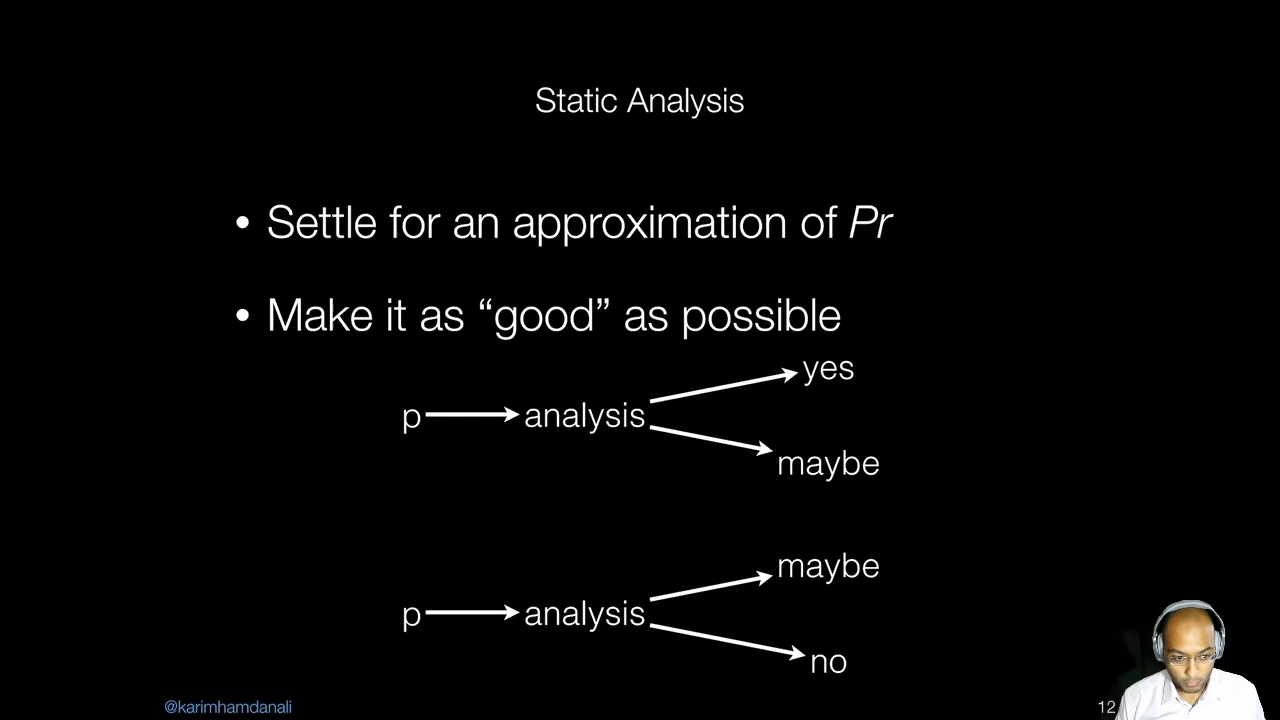 Static Analysis
• Settle for an approximation of Pr
• Make it as “good” as possible
yes
p analysis
maybe
maybe
p analysis
no
@karimhamdanali
12